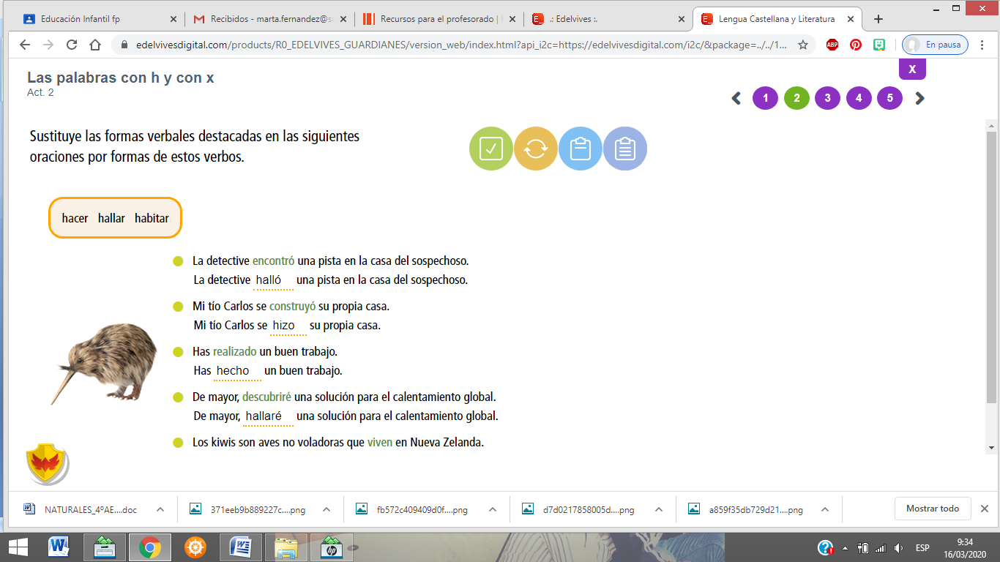 Educación Infantil fp
Recibidos - marta.fernandez@sa
Recursos para el profesorado |
.: Edelvives :.
Lengua Castellana y Literatura
edelvivesdigital.com/products/R0_EDELVIVES_GUARDIANES/version_web/index.html?api_i2c=https://edelvivesdigital.com/i2c/&package=../../1...
ABP
En pausa
Las palabras con h y con x
X
Act. 2
1 2 3 4 5
Sustituye las formas verbales destacadas en las siguientes
oraciones por formas de estos verbos.
hacer hallar habitar
La detective encontró una pista en la casa del sospechoso.
La detective halló una pista en la casa del sospechoso.
Mi tío Carlos se construyó su propia casa.
Mi tío Carlos se hizo su propia casa.
Has realizado un buen trabajo.
Has hecho un buen trabajo.
De mayor, descubriré una solución para el calentamiento global.
De mayor, hallaré una solución para el calentamiento global.
Los kiwis son aves no voladoras que viven en Nueva Zelanda.
NATURALES_4ºAE....doc
371eeb9b889227c....png
fb572c409409d0f....png
d7d0217858005d....png
a859f35db729d21....png
Mostrar todo
ESP
9:34
16/03/2020